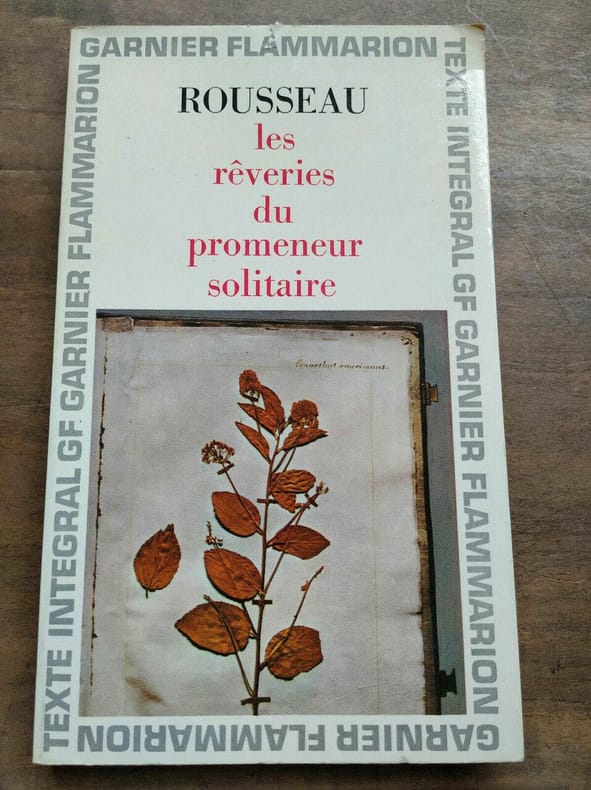 GARNIER FLAMMARION
TEXTE INTEGRAL GF GARNIER FLAMMARION
GARNIER FLAMMARION
TEXTE INTEGRAL GF GARNIER FLAMMARION
ROUSSEAU
les
rêveries
du
promeneur
solitaire
americanus.